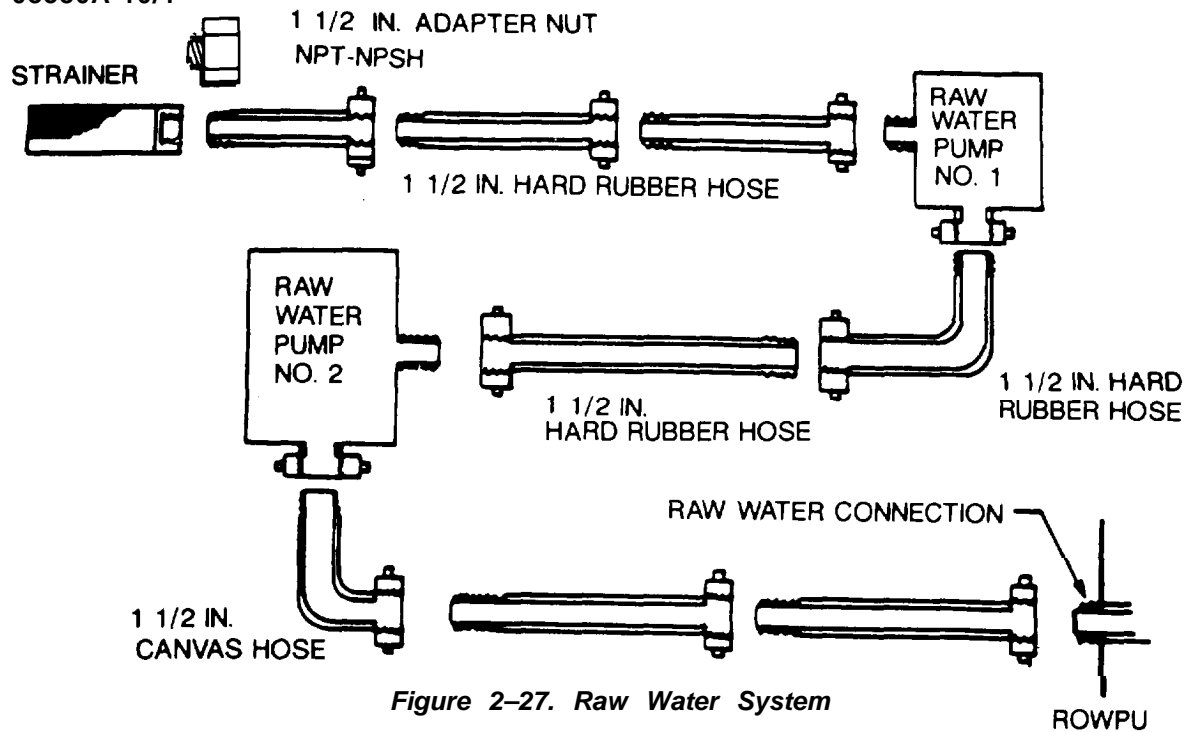 1 1/2 IN. ADAPTER NUT
NPT-NPSH
STRAINER
1 1/2 IN. HARD RUBBER HOSE
RAW
WATER
PUMP
NO. 1
RAW
WATER
PUMP
NO. 2
1 1/2 IN.
HARD RUBBER HOSE
1 1/2 IN. HARD
RUBBER HOSE
RAW WATER CONNECTION
1 1/2 IN.
CANVAS HOSE
Figure 2–27. Raw Water System
ROWPU